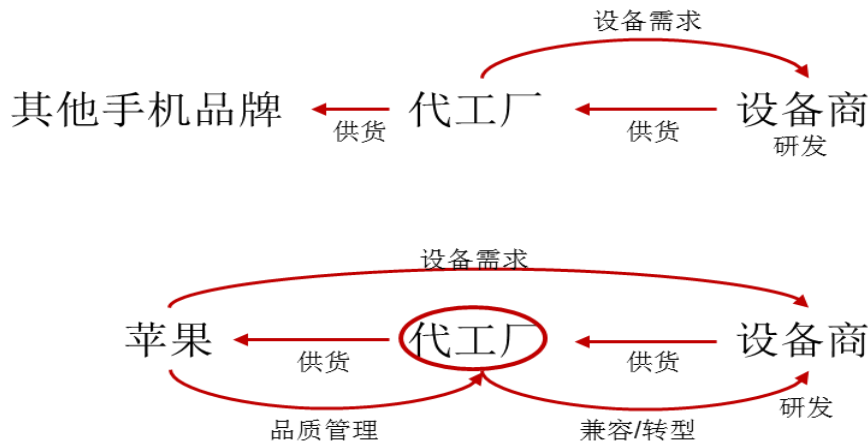 设备需求
其他手机品牌 代工厂 设备商
供货 供货 研发
设备需求
苹果 代工厂 设备商
供货 供货
品质管理 兼容/转型 研发